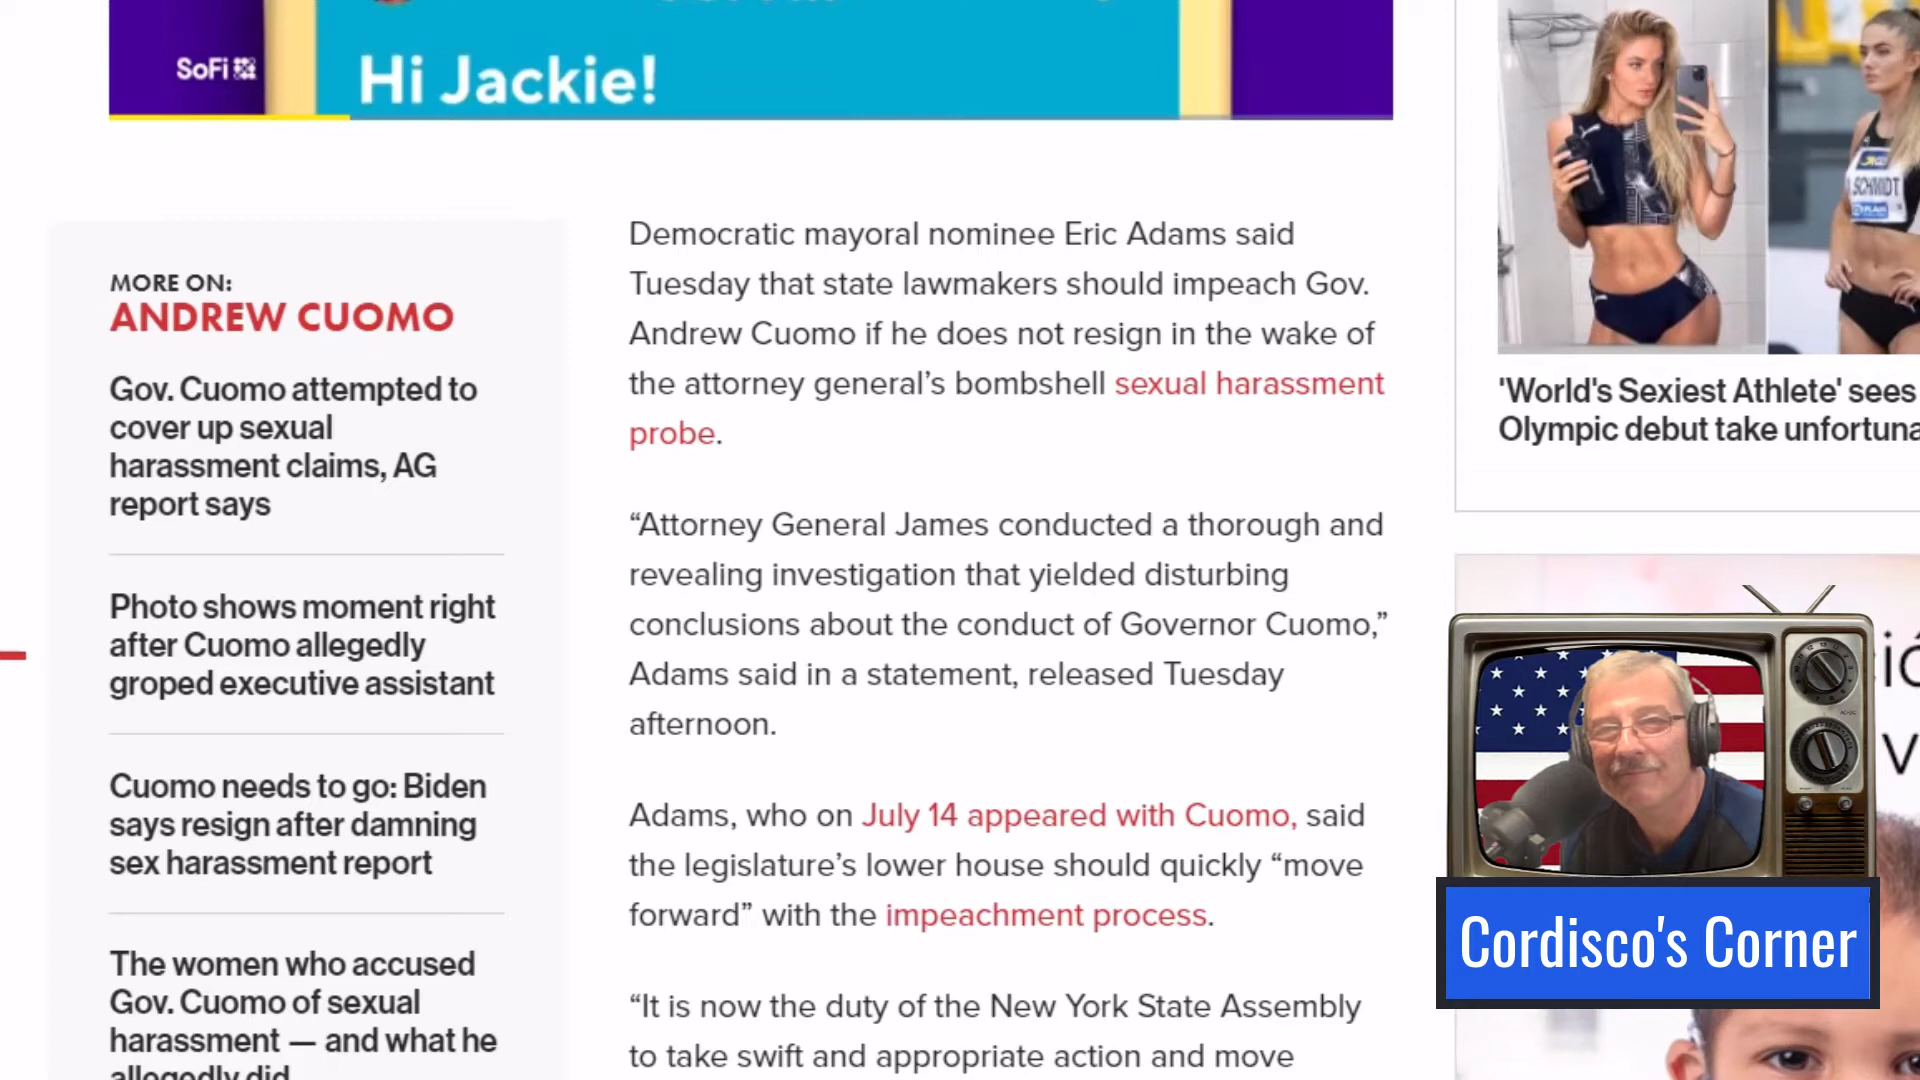 SoFi
Hi Jackie!
MORE ON:
ANDREW CUOMO
Gov. Cuomo attempted to
cover up sexual
harassment claims, AG
report says
Photo shows moment right
after Cuomo allegedly
groped executive assistant
Cuomo needs to go: Biden
says resign after damning
sex harassment report
The women who accused
Gov. Cuomo of sexual
harassment — and what he
allegedly did
Democratic mayoral nominee Eric Adams said
Tuesday that state lawmakers should impeach Gov.
Andrew Cuomo if he does not resign in the wake of
the attorney general’s bombshell sexual harassment
probe.
“Attorney General James conducted a thorough and
revealing investigation that yielded disturbing
conclusions about the conduct of Governor Cuomo,”
Adams said in a statement, released Tuesday
afternoon.
Adams, who on July 14 appeared with Cuomo, said
the legislature’s lower house should quickly “move
forward” with the impeachment process.
“It is now the duty of the New York State Assembly
to take swift and appropriate action and move
SCHMIDT
'World's Sexiest Athlete' sees
Olympic debut take unfortuna
Cordisco's Corner